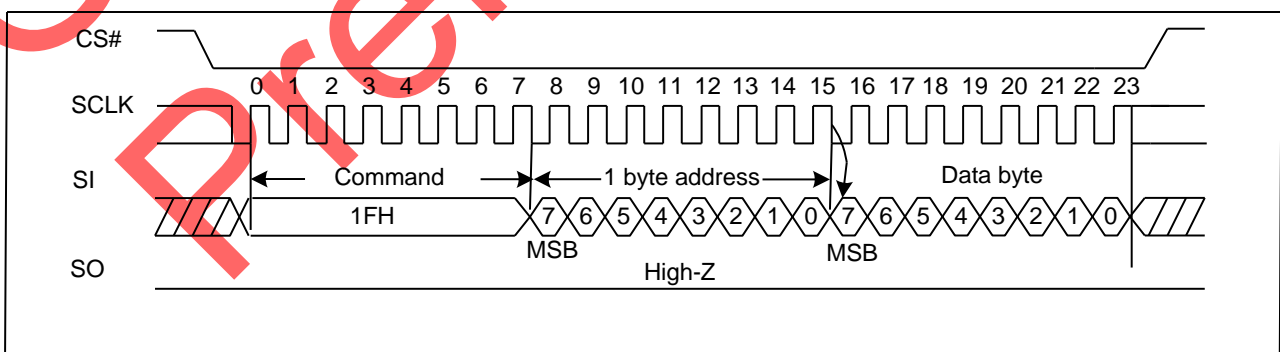 CS#
0 1 2 3 4 5 6 7 8 9 10 11 12 13 14 15 16 17 18 19 20 21 22 23
SCLK
SI
Command
1 byte address
Data byte
1FH
7 6 5 4 3 2 1 0 7 6 5 4 3 2 1 0
MSB
MSB
SO
High-Z
Pre